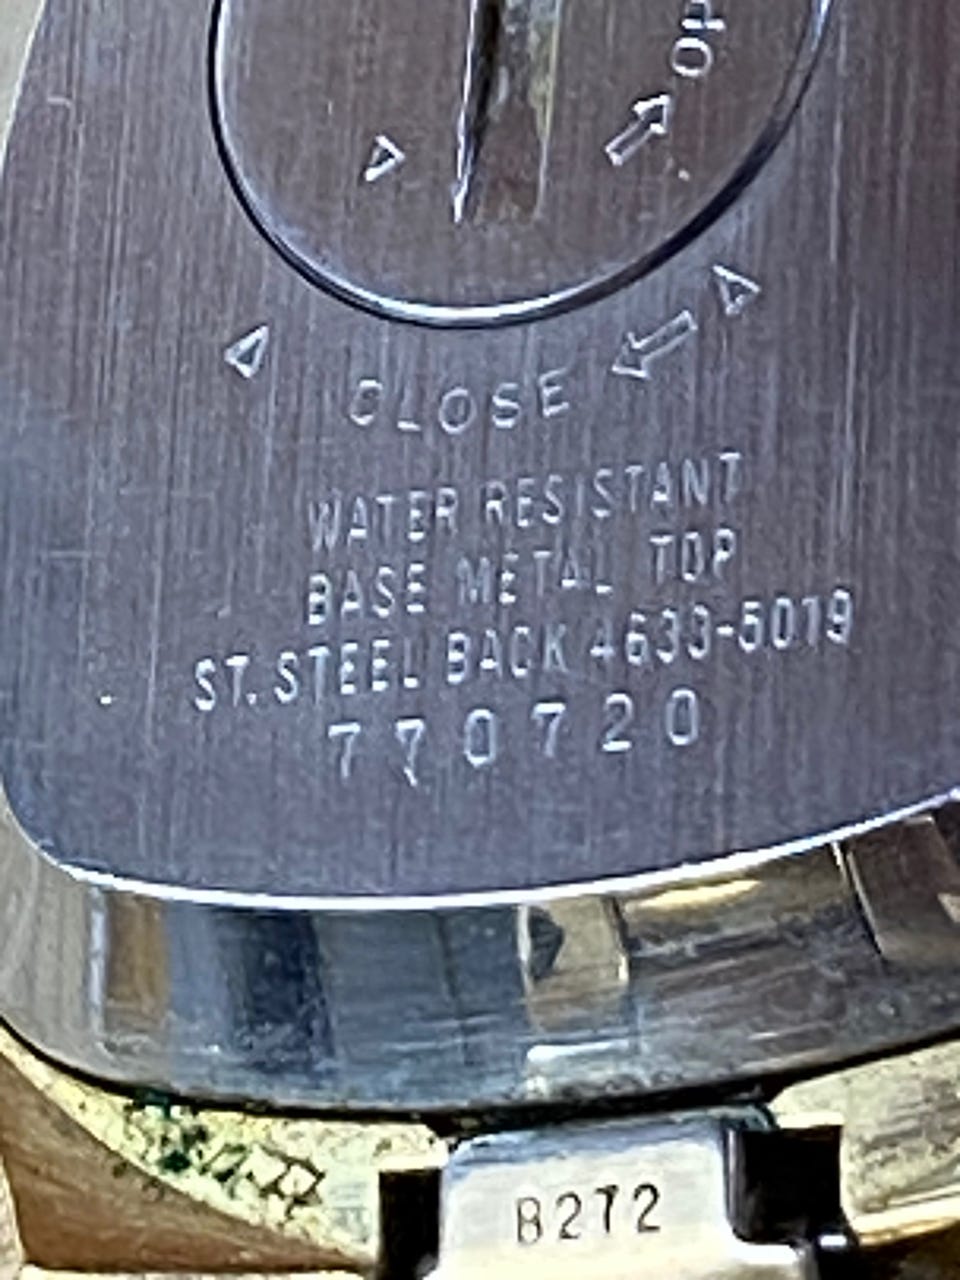 OP
CLOSE
WATER RESISTANT
BASE METAL TOP
ST. STEEL BACK 4633-5019
770720
B272